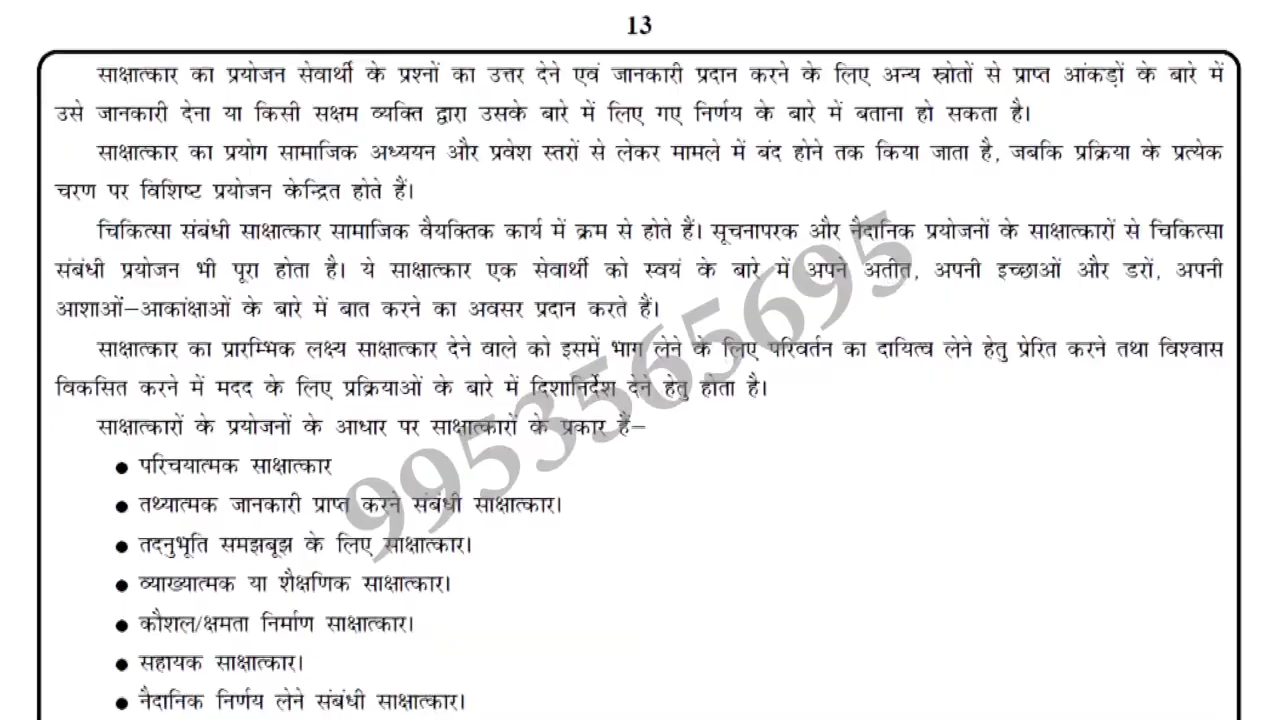 13
साक्षात्कार का प्रयोजन सेवार्थी के प्रश्नों का उत्तर देने एवं जानकारी प्रदान करने के लिए अन्य स्रोतों से प्राप्त आंकड़ों के बारे में
उसे जानकारी देना या किसी सक्षम व्यक्ति द्वारा उसके बारे में लिए गए निर्णय के बारे में बताना हो सकता है।
साक्षात्कार का प्रयोग सामाजिक अध्ययन और प्रवेश स्तरों से लेकर मामले में बंद होने तक किया जाता है, जबकि प्रक्रिया के प्रत्येक
चरण पर विशिष्ट प्रयोजन केन्द्रित होते हैं।
चिकित्सा संबंधी साक्षात्कार सामाजिक वैयक्तिक कार्य में क्रम से होते हैं। सूचनापरक और नैदानिक प्रयोजनों के साक्षात्कारों से चिकित्सा
संबंधी प्रयोजन भी पूरा होता है। ये साक्षात्कार एक सेवार्थी को स्वयं के बारे में अपने अतीत, अपनी इच्छाओं और डरों, अपनी
आशाओं–आकांक्षाओं के बारे में बात करने का अवसर प्रदान करते हैं।
साक्षात्कार का प्रारम्भिक लक्ष्य साक्षात्कार देने वाले को इसमें भाग लेने के लिए परिवर्तन का दायित्व लेने हेतु प्रेरित करने तथा विश्वास
विकसित करने में मदद के लिए प्रक्रियाओं के बारे में दिशानिर्देश देने हेतु होता है।
साक्षात्कारों के प्रयोजनों के आधार पर साक्षात्कारों के प्रकार हैं–
● परिचयात्मक साक्षात्कार
● तथ्यात्मक जानकारी प्राप्त करने संबंधी साक्षात्कार।
● तदनुभूति समझबूझ के लिए साक्षात्कार।
● व्याख्यात्मक या शैक्षणिक साक्षात्कार।
● कौशल/क्षमता निर्माण साक्षात्कार।
● सहायक साक्षात्कार।
● नैदानिक निर्णय लेने संबंधी साक्षात्कार।
9953565695